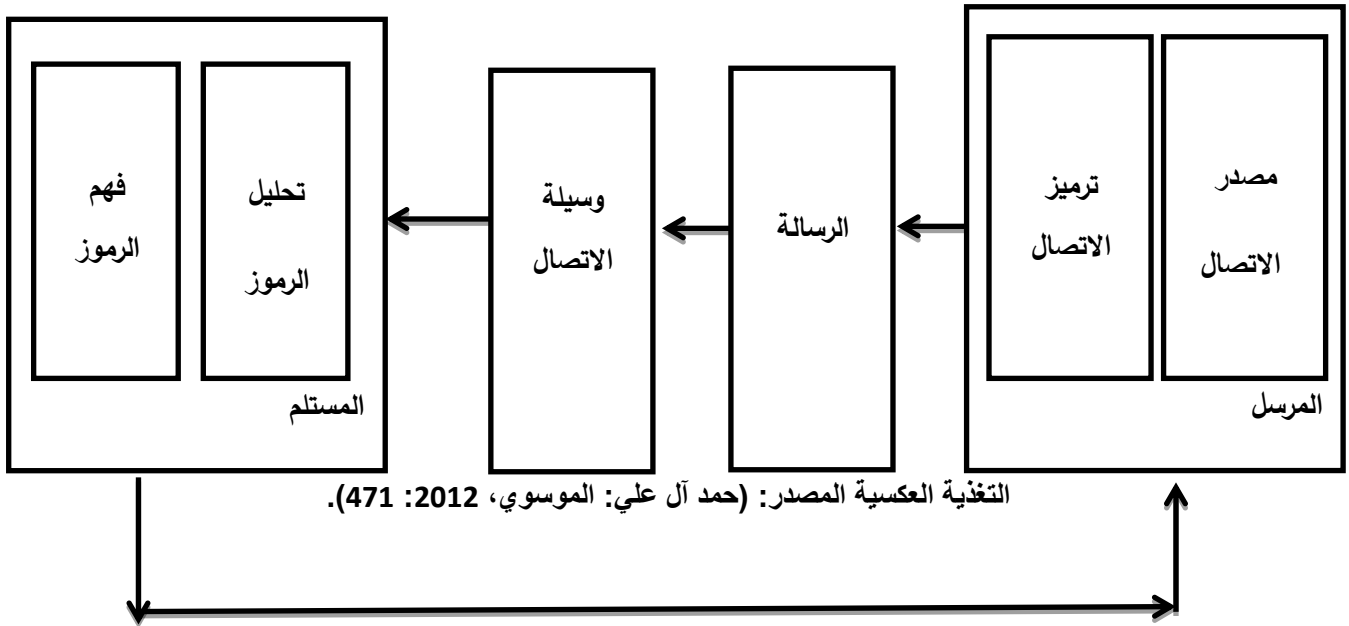 مصدر
الاتصال
ترميز
الاتصال
المرسل
الرسالة
وسيلة
الاتصال
تحليل
الرموز
فهم
الرموز
المستلم
التغذية العكسية المصدر: (حمد آل علي: الموسوي، 2012: 471).